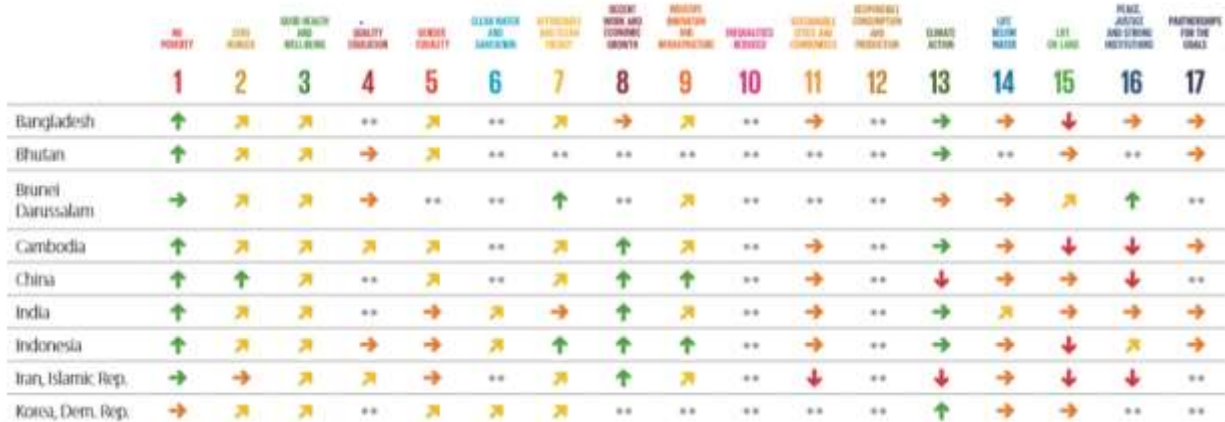 NO POVERTY
ZERO HUNGER
GOOD HEALTH AND WELL-BEING
QUALITY EDUCATION
GENDER EQUALITY
CLEAN WATER AND SANITATION
AFFORDABLE AND CLEAN ENERGY
DECENT WORK AND ECONOMIC GROWTH
INDUSTRY, INNOVATION AND INFRASTRUCTURE
INEQUALITIES REDUCED
SUSTAINABLE CITIES AND COMMUNITIES
RESPONSIBLE CONSUMPTION AND PRODUCTION
CLIMATE ACTION
LIFE BELOW WATER
LIFE ON LAND
PEACE, JUSTICE AND STRONG INSTITUTIONS
PARTNERSHIPS FOR THE GOALS
1 2 3 4 5 6 7 8 9 10 11 12 13 14 15 16 17
Bangladesh
Bhutan
Brunei
Darussalam
Cambodia
China
India
Indonesia
Iran, Islamic Rep.
Korea, Dem. Rep.